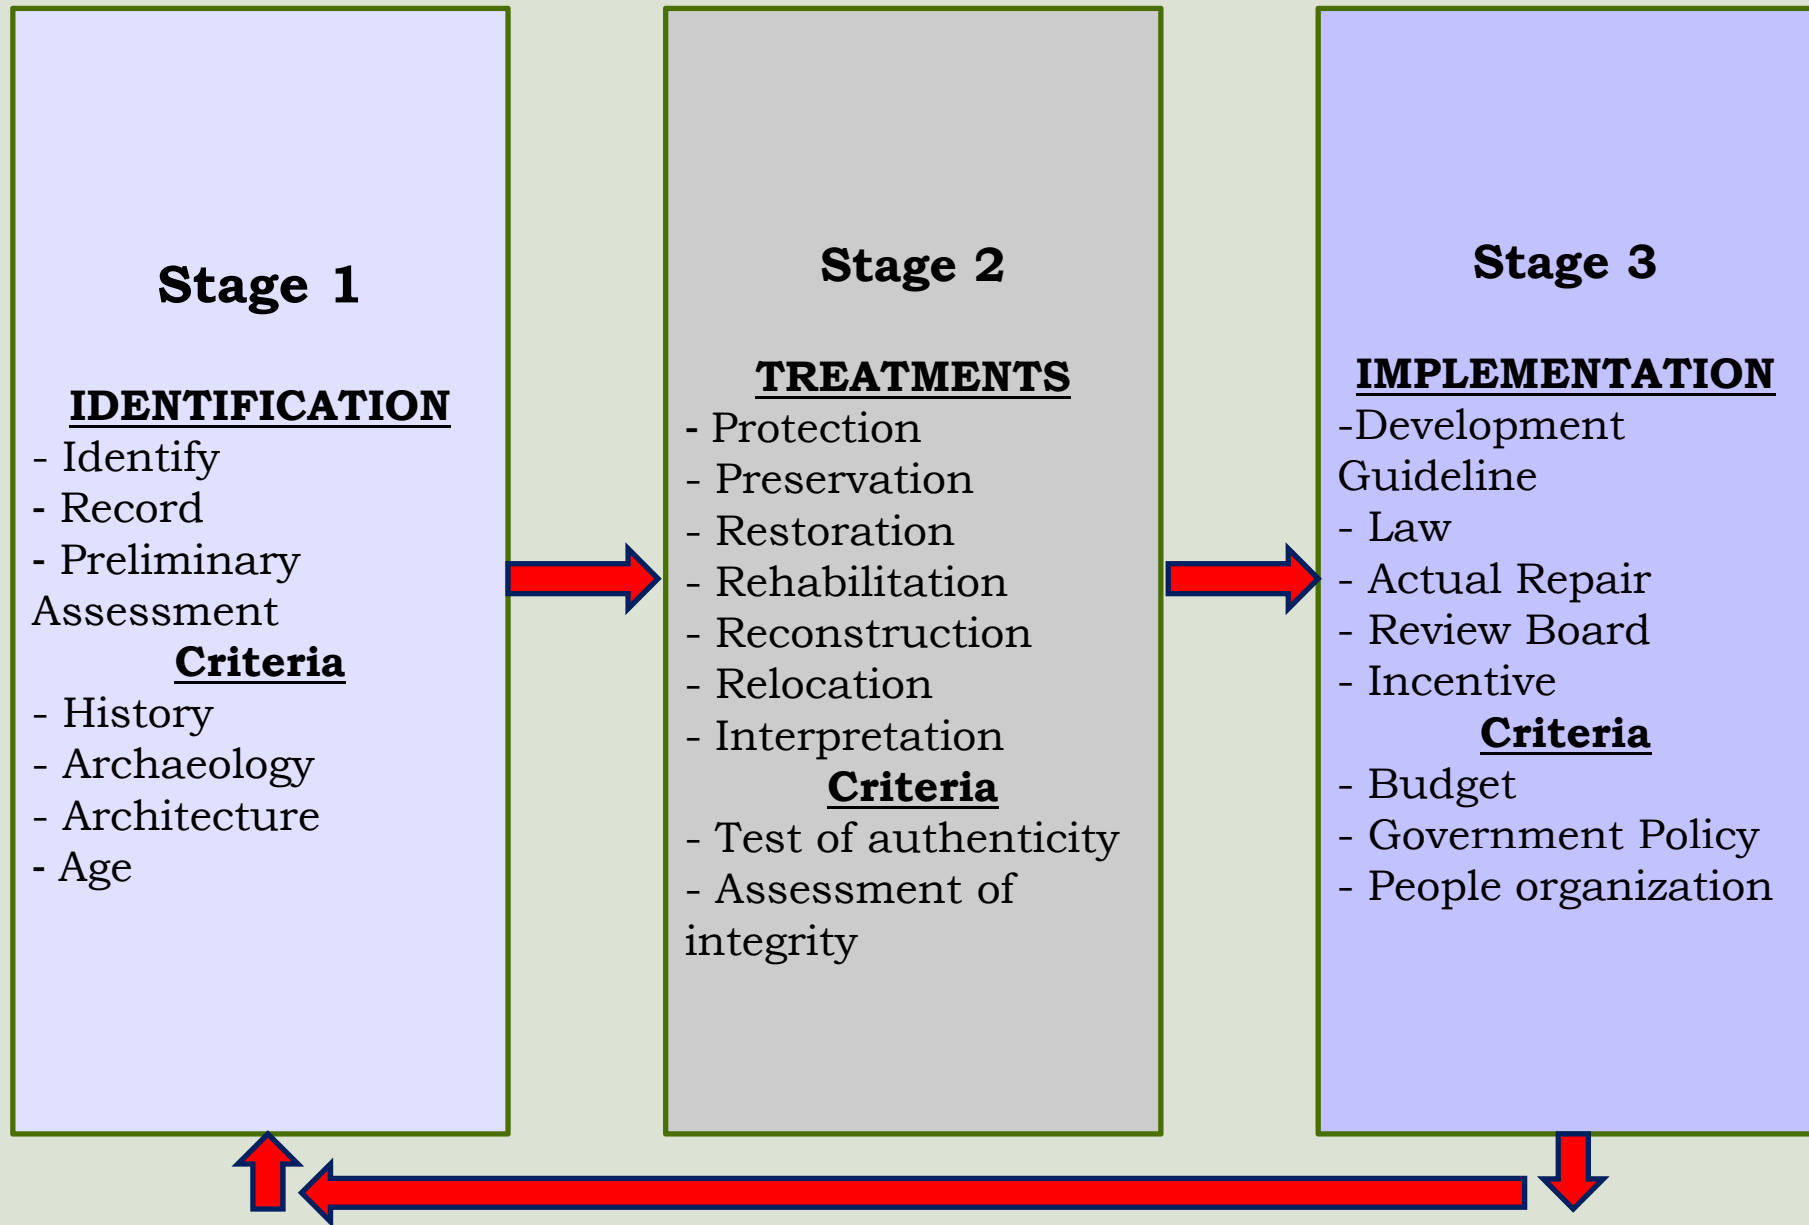 Stage 1
IDENTIFICATION
- Identify
- Record
- Preliminary
Assessment
Criteria
- History
- Archaeology
- Architecture
- Age
Stage 2
TREATMENTS
- Protection
- Preservation
- Restoration
- Rehabilitation
- Reconstruction
- Relocation
- Interpretation
Criteria
- Test of authenticity
- Assessment of
integrity
Stage 3
IMPLEMENTATION
-Development
Guideline
- Law
- Actual Repair
- Review Board
- Incentive
Criteria
- Budget
- Government Policy
- People organization